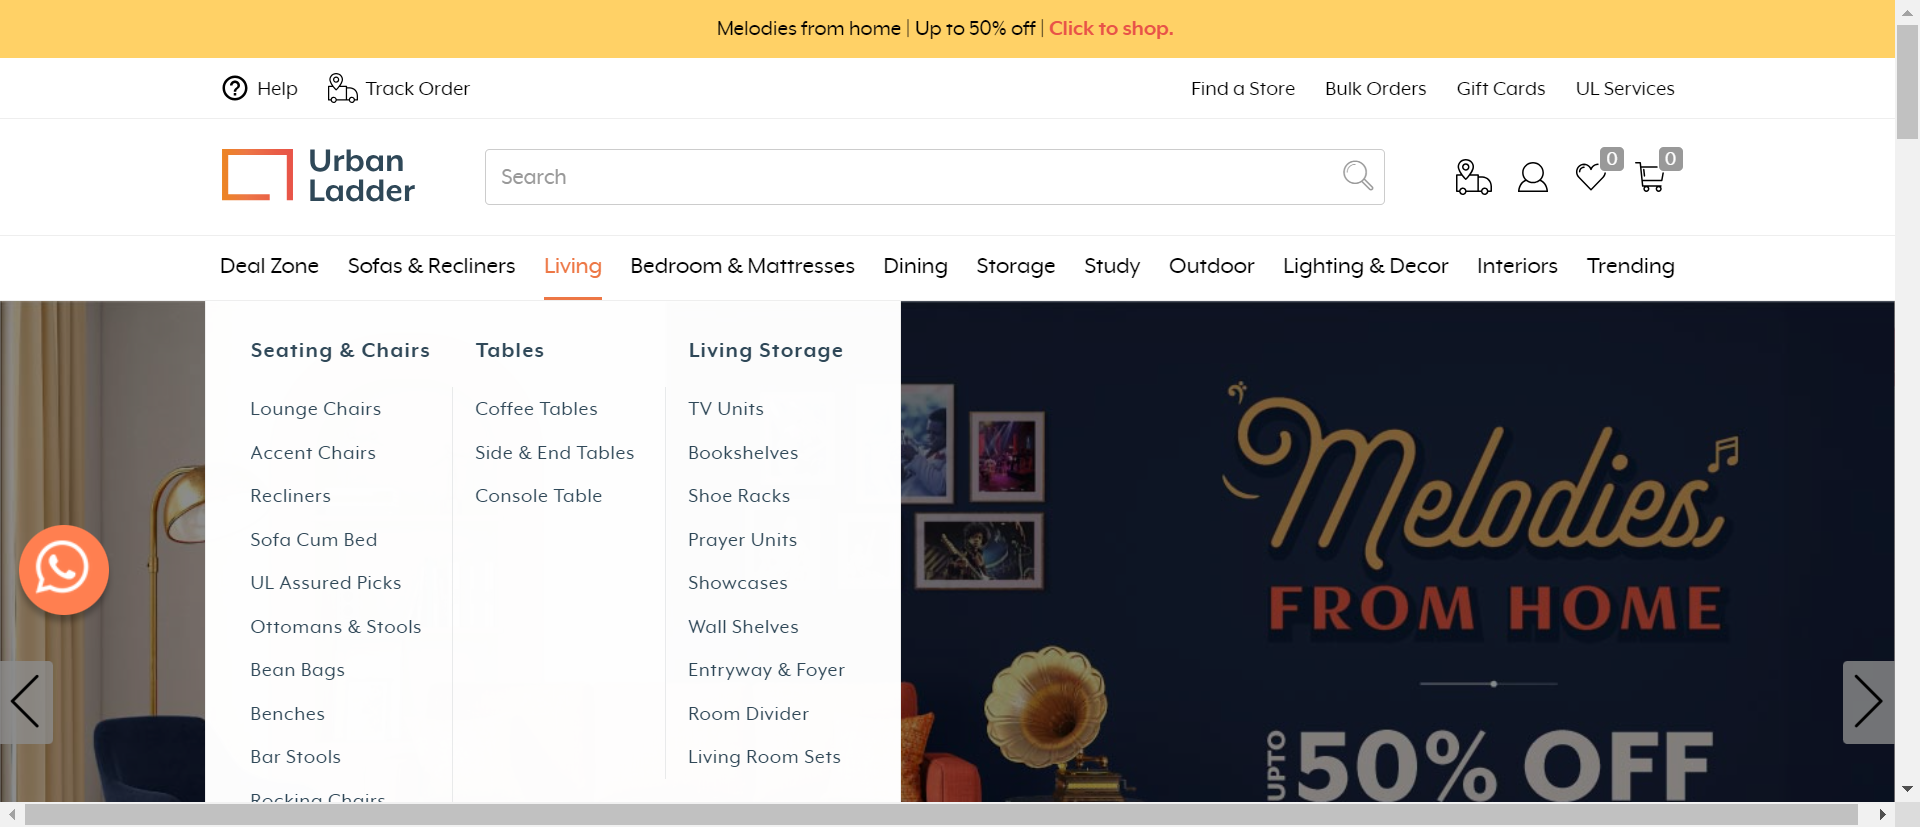 Melodies from home | Up to 50% off | Click to shop.
Help
Track Order
Find a Store
Bulk Orders
Gift Cards
UL Services
Urban
Ladder
Search
0
0
Deal Zone
Sofas & Recliners
Living
Bedroom & Mattresses
Dining
Storage
Study
Outdoor
Lighting & Decor
Interiors
Trending
Seating & Chairs
Lounge Chairs
Accent Chairs
Recliners
Sofa Cum Bed
UL Assured Picks
Ottomans & Stools
Bean Bags
Benches
Bar Stools
Rocking Chairs
Tables
Coffee Tables
Side & End Tables
Console Table
Living Storage
TV Units
Bookshelves
Shoe Racks
Prayer Units
Showcases
Wall Shelves
Entryway & Foyer
Room Divider
Living Room Sets
Melodies
FROM HOME
UPTO
50% OFF